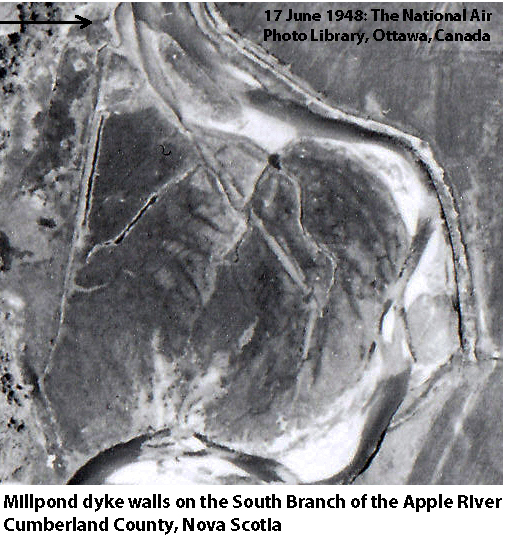 17 June 1948: The National Air
Photo Library, Ottawa, Canada
Millpond dyke walls on the South Branch of the Apple River
Cumberland County, Nova Scotia